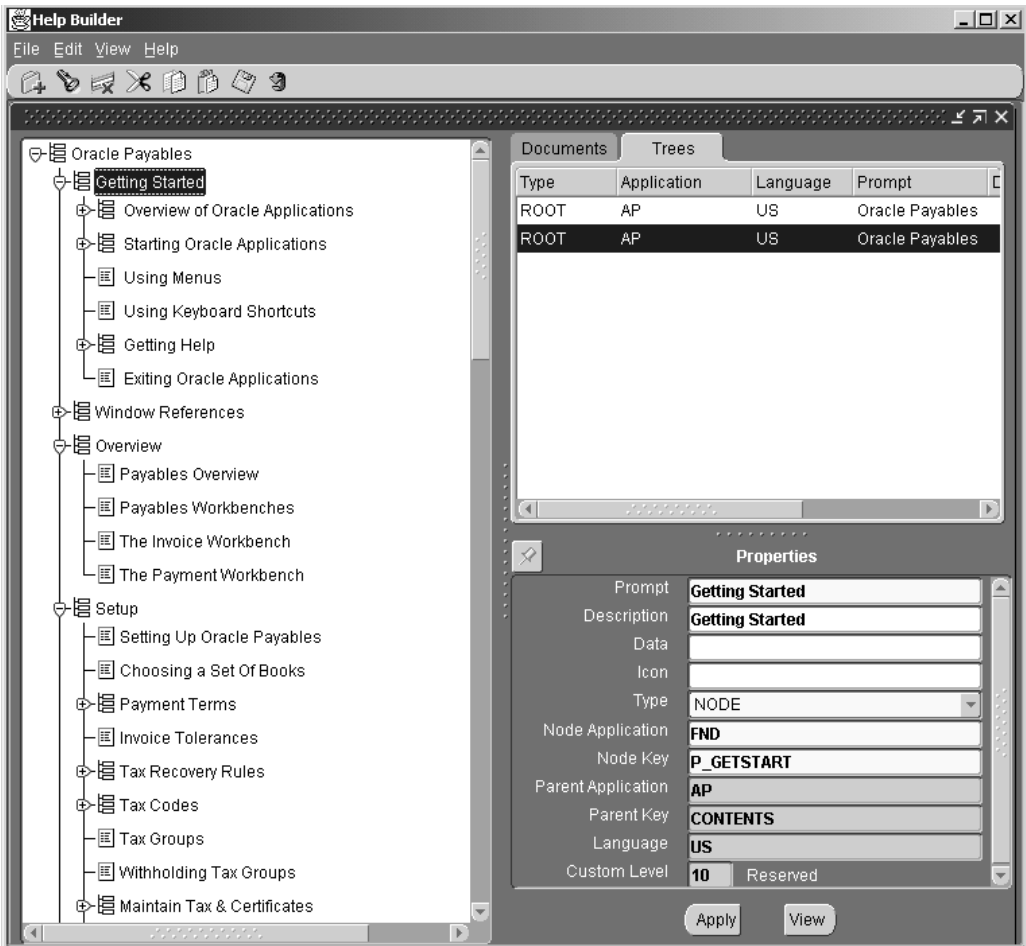 Help Builder
File Edit View Help
Oracle Payables
Getting Started
Overview of Oracle Applications
Starting Oracle Applications
Using Menus
Using Keyboard Shortcuts
Getting Help
Exiting Oracle Applications
Window References
Overview
Payables Overview
Payables Workbenches
The Invoice Workbench
The Payment Workbench
Setup
Setting Up Oracle Payables
Choosing a Set Of Books
Payment Terms
Invoice Tolerances
Tax Recovery Rules
Tax Codes
Tax Groups
Withholding Tax Groups
Maintain Tax & Certificates
Documents Trees
Type Application Language Prompt
ROOT AP US Oracle Payables
ROOT AP US Oracle Payables
Properties
Prompt Getting Started
Description Getting Started
Data
Icon
Type NODE
Node Application FND
Node Key P_GETSTART
Parent Application AP
Parent Key CONTENTS
Language US
Custom Level 10 Reserved
Apply View